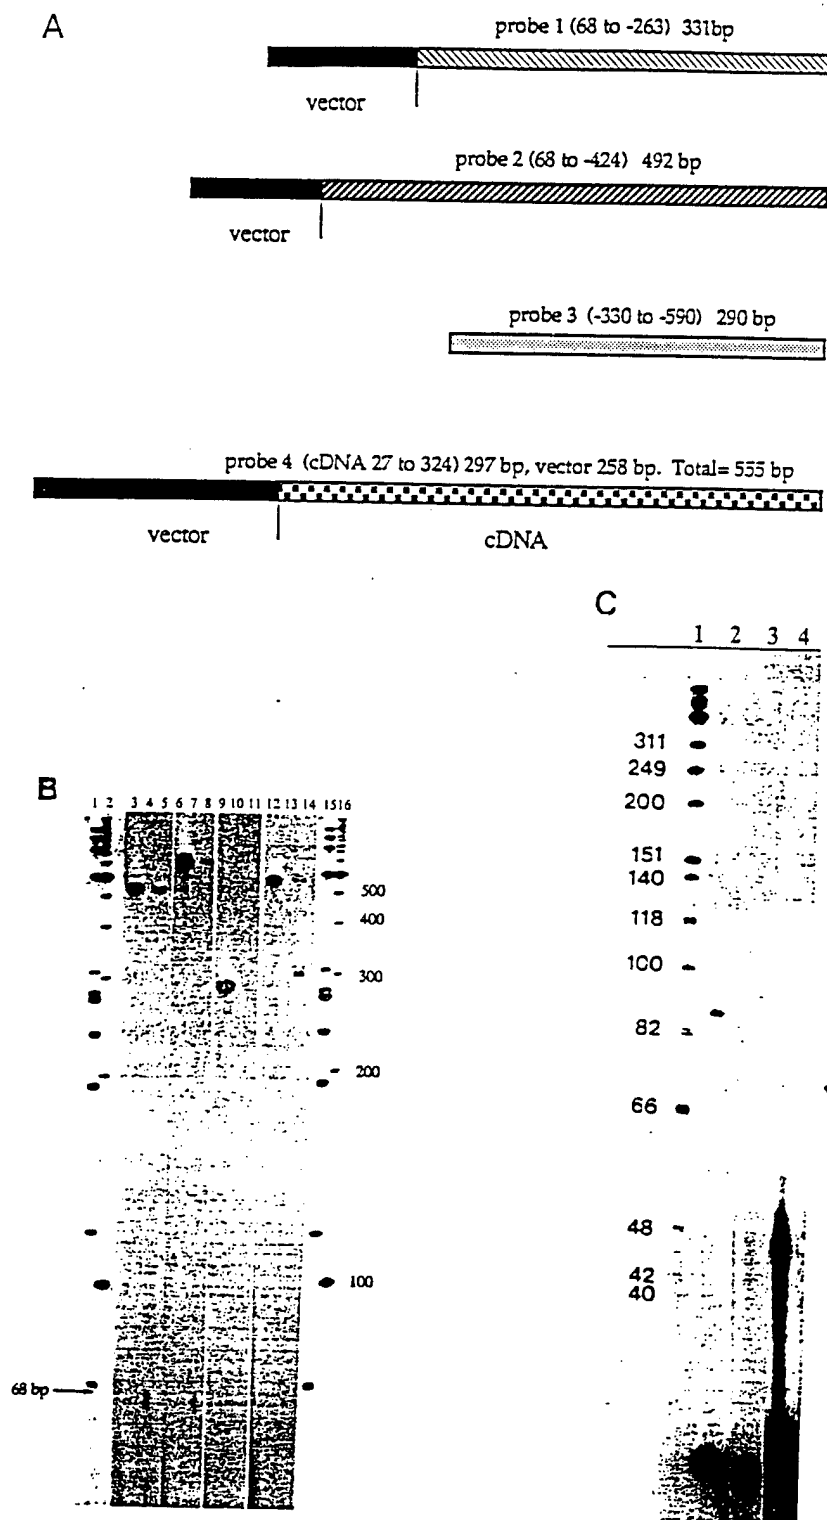 A
probe 1 (68 to -263) 331bp
vector
probe 2 (68 to -424) 492 bp
vector
probe 3 (-330 to -590) 290 bp
probe 4 (cDNA 27 to 324) 297 bp, vector 258 bp. Total= 555 bp
vector
cDNA
C
1 2 3 4
311
249
200
151
140
118
100
82
66
48
42
40
B
1 2 3 4 5 6 7 8 9 10 11 12 13 14 15 16
500
400
300
200
100
68 bp